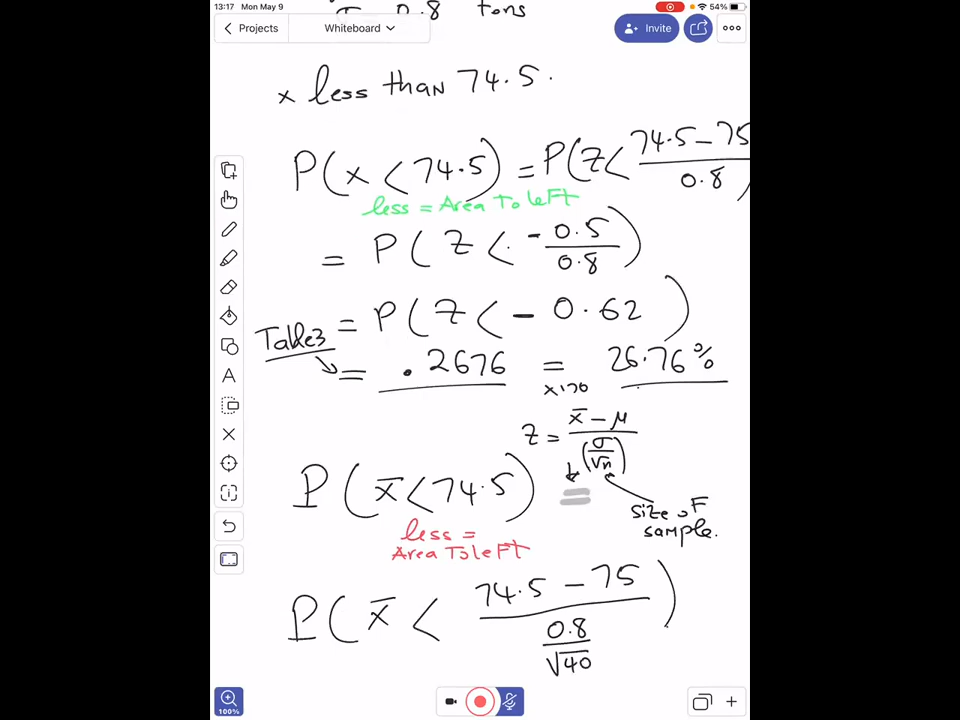 13:17 Mon May 9
54%
0.8 tons
Projects
Whiteboard
Invite
x less than 74.5.
P(x < 74.5) = P(Z < 74.5 - 75 / 0.8)
less = Area To left
= P(Z < - 0.5 / 0.8)
= P(Z < - 0.62)
Table3
= .2676 = 26.76%
x100
Z = x̄ - μ / (σ / √n)
P(x̄ < 74.5) =
size of
sample.
less =
Area To left
P(x̄ < 74.5 - 75 / 0.8 / √40)
A
100%